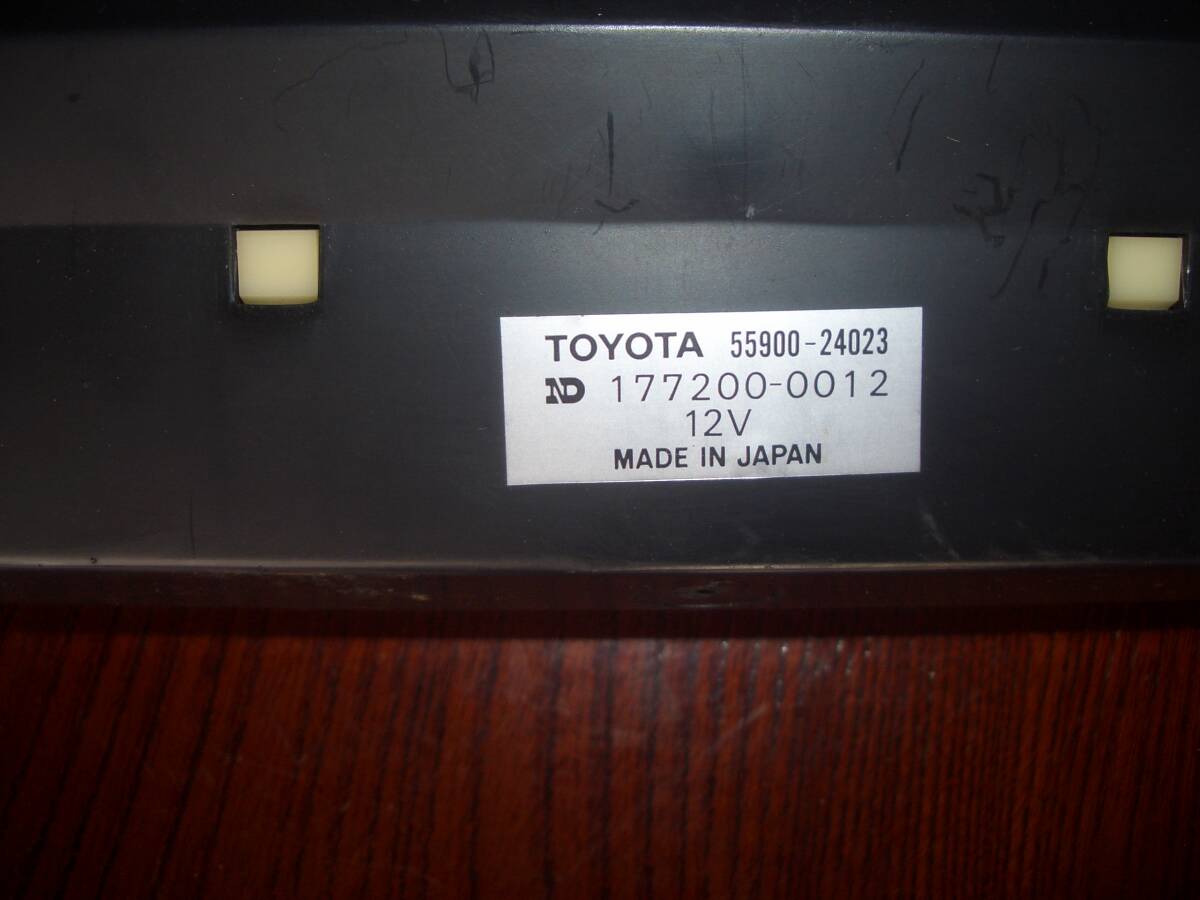 TOYOTA 55900-24023
ND 177200-0012
12V
MADE IN JAPAN